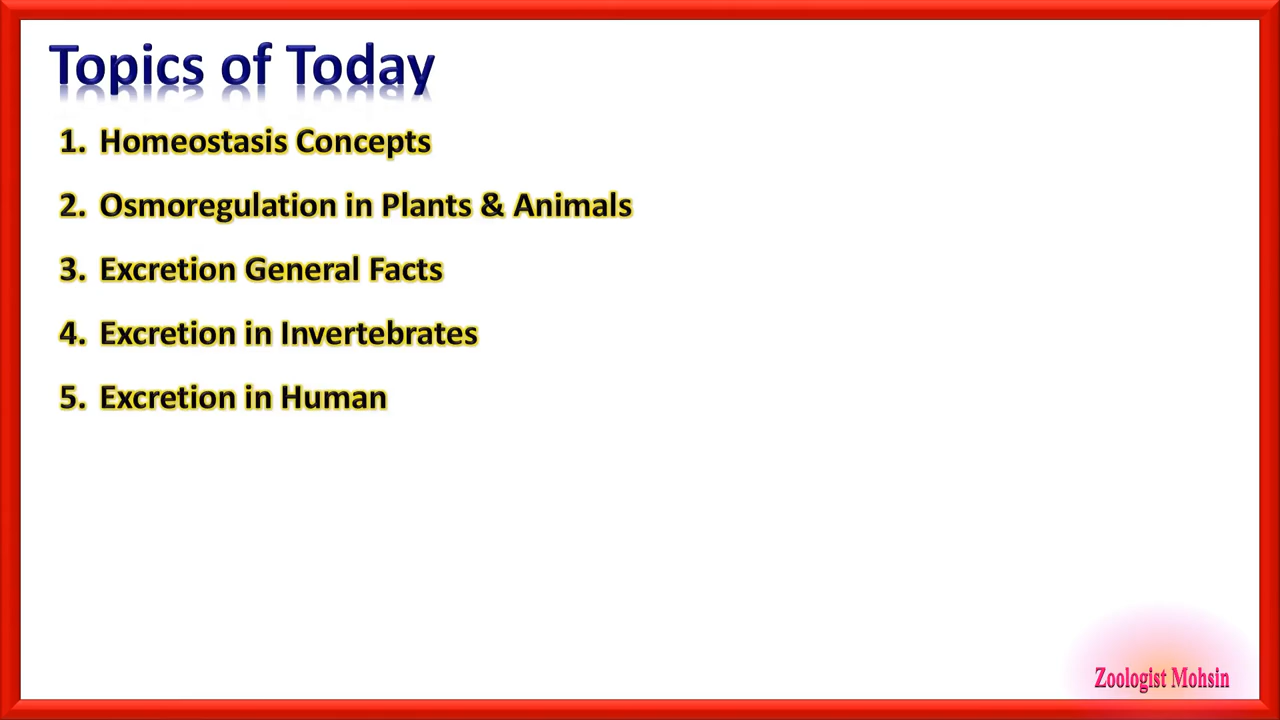 Topics of Today
1. Homeostasis Concepts
2. Osmoregulation in Plants & Animals
3. Excretion General Facts
4. Excretion in Invertebrates
5. Excretion in Human
Zoologist Mohsin